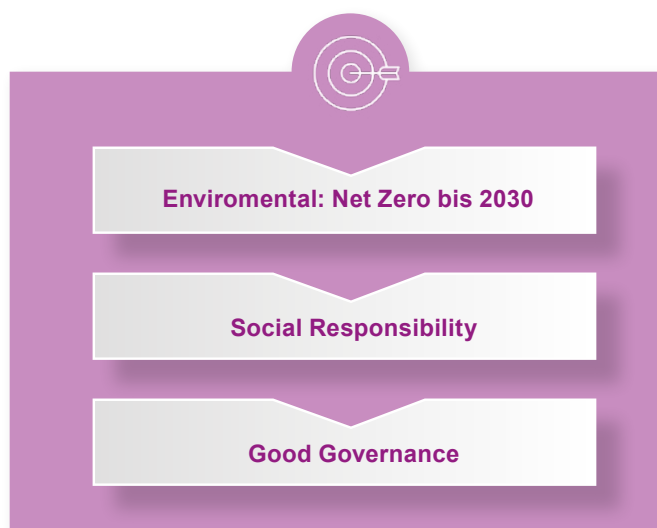 Enviromental: Net Zero bis 2030
Social Responsibility
Good Governance